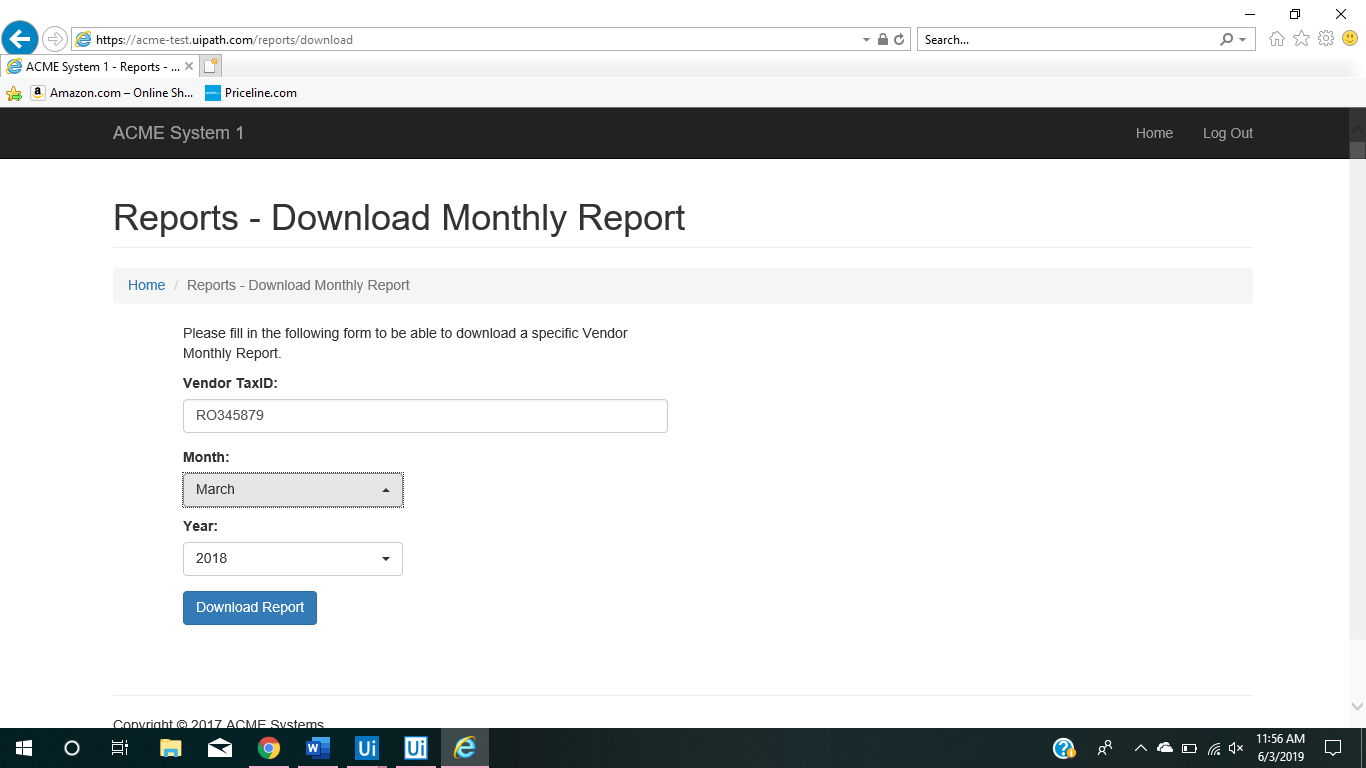 https://acme-test.uipath.com/reports/download
Search...
ACME System 1 - Reports - ...
Amazon.com – Online Sh...
Priceline.com
ACME System 1
Home
Log Out
Reports - Download Monthly Report
Home / Reports - Download Monthly Report
Please fill in the following form to be able to download a specific Vendor
Monthly Report.
Vendor TaxID:
RO345879
Month:
March
Year:
2018
Download Report
Copyright © 2017 ACME Systems
11:56 AM
6/3/2019